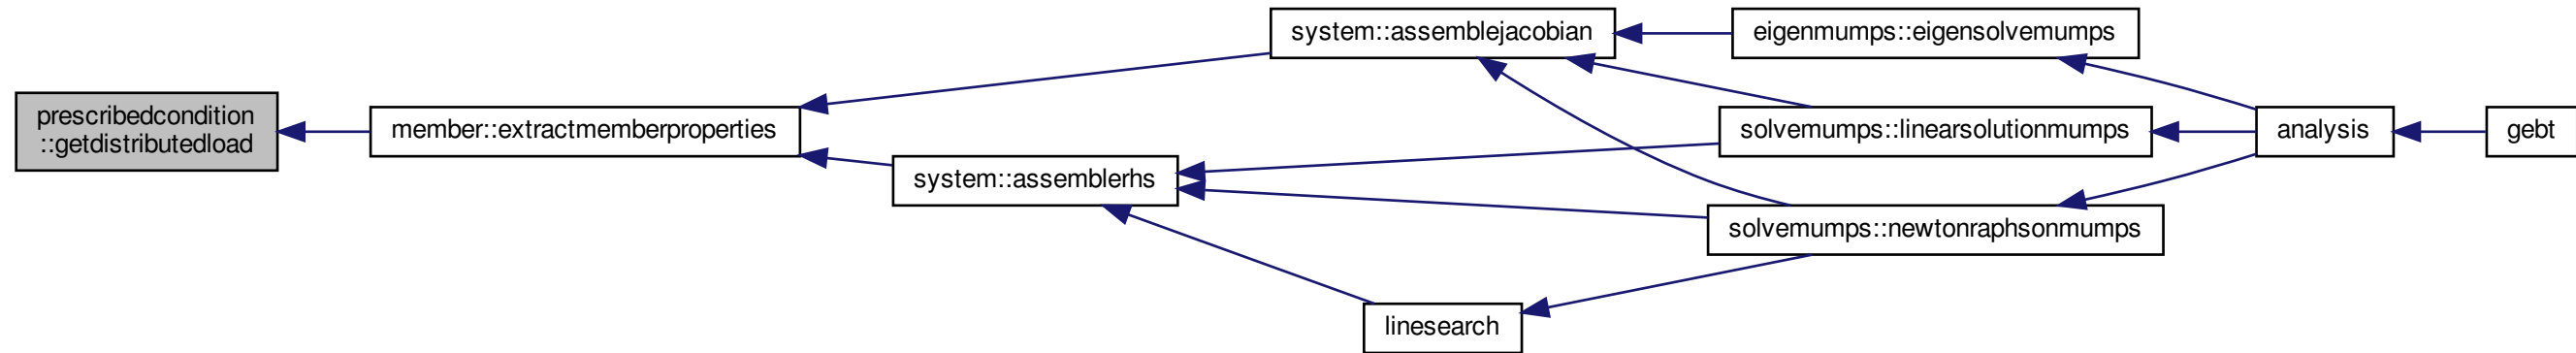 prescribedcondition
::getdistributedload
member::extractmemberproperties
system::assemblejacobian
system::assemblerhs
linesearch
eigenmumps::eigensolvemumps
solvemumps::linearsolutionmumps
solvemumps::newtonraphsonmumps
analysis
gebt